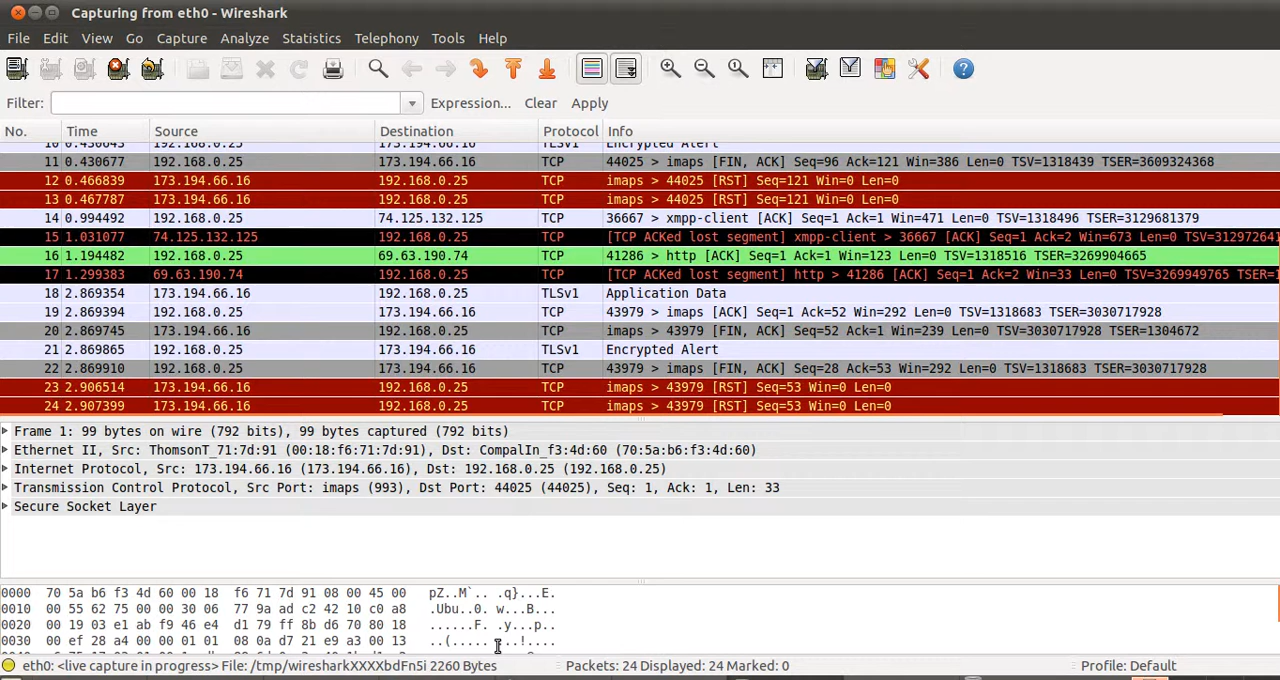 Capturing from eth0 - Wireshark
File Edit View Go Capture Analyze Statistics Telephony Tools Help
Filter: Expression... Clear Apply
No. Time Source Destination Protocol Info
10 0.430643 192.168.0.25 173.194.66.16 TLSv1 Encrypted Alert
11 0.430677 192.168.0.25 173.194.66.16 TCP 44025 > imaps [FIN, ACK] Seq=96 Ack=121 Win=386 Len=0 TSV=1318439 TSER=3609324368
12 0.466839 173.194.66.16 192.168.0.25 TCP imaps > 44025 [RST] Seq=121 Win=0 Len=0
13 0.467787 173.194.66.16 192.168.0.25 TCP imaps > 44025 [RST] Seq=121 Win=0 Len=0
14 0.994492 192.168.0.25 74.125.132.125 TCP 36667 > xmpp-client [ACK] Seq=1 Ack=1 Win=471 Len=0 TSV=1318496 TSER=3129681379
15 1.031077 74.125.132.125 192.168.0.25 TCP [TCP ACKed lost segment] xmpp-client > 36667 [ACK] Seq=1 Ack=2 Win=673 Len=0 TSV=31297264
16 1.194482 192.168.0.25 69.63.190.74 TCP 41286 > http [ACK] Seq=1 Ack=1 Win=123 Len=0 TSV=1318516 TSER=3269904665
17 1.299383 69.63.190.74 192.168.0.25 TCP [TCP ACKed lost segment] http > 41286 [ACK] Seq=1 Ack=2 Win=33 Len=0 TSV=3269949765 TSER=1
18 2.869354 173.194.66.16 192.168.0.25 TLSv1 Application Data
19 2.869394 192.168.0.25 173.194.66.16 TCP 43979 > imaps [ACK] Seq=1 Ack=52 Win=292 Len=0 TSV=1318683 TSER=3030717928
20 2.869745 173.194.66.16 192.168.0.25 TCP imaps > 43979 [FIN, ACK] Seq=52 Ack=1 Win=239 Len=0 TSV=3030717928 TSER=1304672
21 2.869865 192.168.0.25 173.194.66.16 TLSv1 Encrypted Alert
22 2.869910 192.168.0.25 173.194.66.16 TCP 43979 > imaps [FIN, ACK] Seq=28 Ack=53 Win=292 Len=0 TSV=1318683 TSER=3030717928
23 2.906514 173.194.66.16 192.168.0.25 TCP imaps > 43979 [RST] Seq=53 Win=0 Len=0
24 2.907399 173.194.66.16 192.168.0.25 TCP imaps > 43979 [RST] Seq=53 Win=0 Len=0
Frame 1: 99 bytes on wire (792 bits), 99 bytes captured (792 bits)
Ethernet II, Src: ThomsonT_71:7d:91 (00:18:f6:71:7d:91), Dst: CompalIn_f3:4d:60 (70:5a:b6:f3:4d:60)
Internet Protocol, Src: 173.194.66.16 (173.194.66.16), Dst: 192.168.0.25 (192.168.0.25)
Transmission Control Protocol, Src Port: imaps (993), Dst Port: 44025 (44025), Seq: 1, Ack: 1, Len: 33
Secure Socket Layer
0000 70 5a b6 f3 4d 60 00 18 f6 71 7d 91 08 00 45 00 pZ..M`.. .q}...E.
0010 00 55 62 75 00 00 30 06 77 9a ad c2 42 10 c0 a8 .Ubu..0. w...B...
0020 00 19 03 e1 ab f9 46 e4 d1 79 ff 8b d6 70 80 18 ......F. .y...p..
0030 00 ef 28 a4 00 00 01 01 08 0a d7 21 e9 a3 00 13 ..(..... ...!....
eth0: <live capture in progress> File: /tmp/wiresharkXXXXbdFn5i 2260 Bytes Packets: 24 Displayed: 24 Marked: 0 Profile: Default